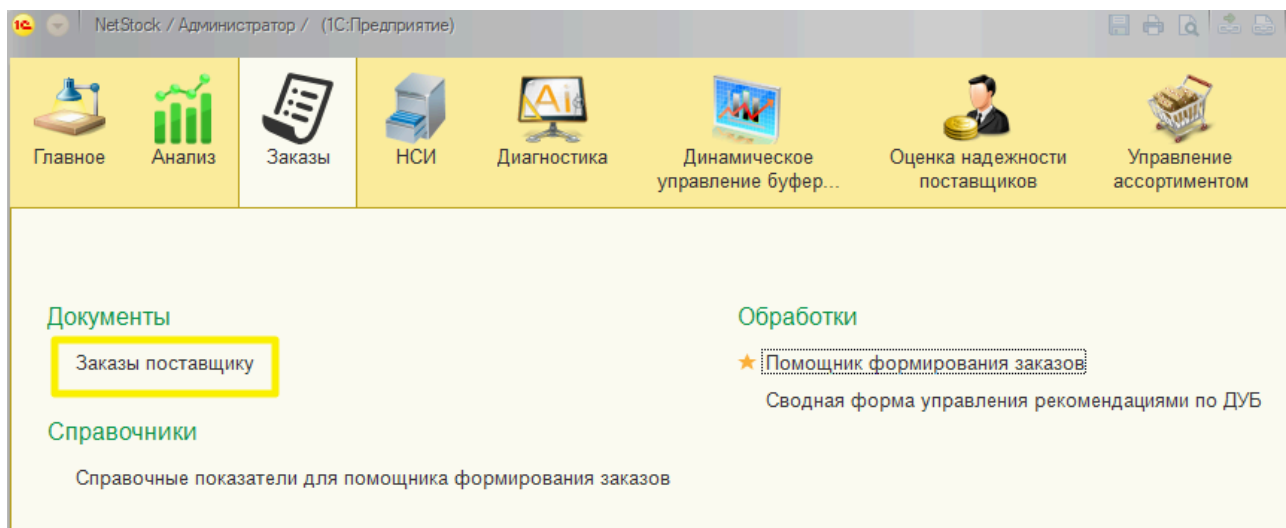 1С NetStock / Администратор / (1С:Предприятие)
Главное
Анализ
Заказы
НСИ
Диагностика
Динамическое
управление буфер...
Оценка надежности
поставщиков
Управление
ассортиментом
Документы
Заказы поставщику
Справочники
Справочные показатели для помощника формирования заказов
Обработки
Помощник формирования заказов
Сводная форма управления рекомендациями по ДУБ